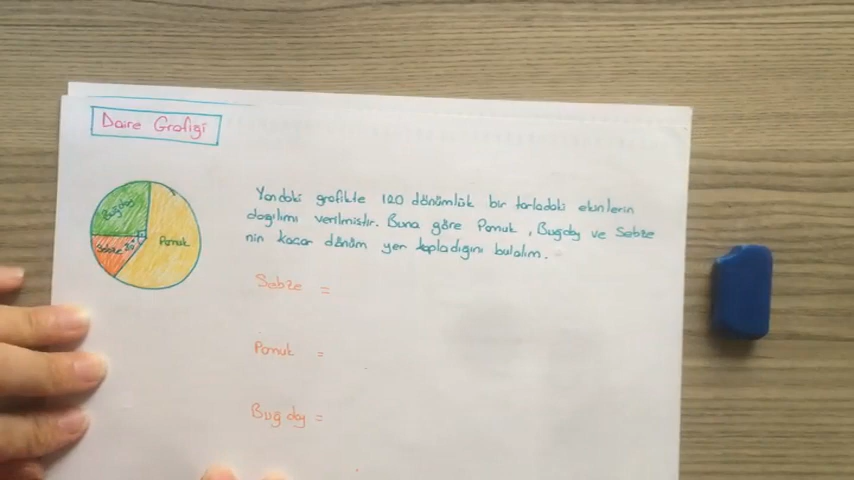 Daire Grafiği
Buğday
Sebze
Pamuk
Yandaki grafikte 120 dönümlük bir tarladaki ekinlerin
dağılımı verilmiştir. Buna göre Pamuk, Buğday ve Sebze
nin kaçar dönüm yer kapladığını bulalım.
Sebze =
Pamuk =
Buğday =